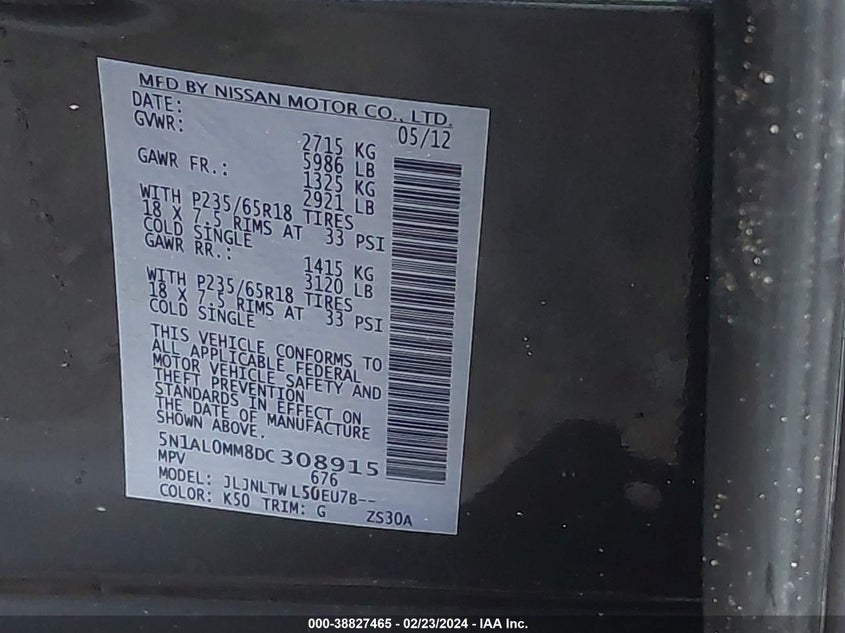 MFD BY NISSAN MOTOR CO., LTD.
DATE: 05/12
GVWR: 2715 KG
5986 LB
GAWR FR.: 1325 KG
2921 LB
WITH P235/65R18 TIRES
18 X 7.5 RIMS AT 33 PSI
COLD SINGLE
GAWR RR.: 1415 KG
3120 LB
WITH P235/65R18 TIRES
18 X 7.5 RIMS AT 33 PSI
COLD SINGLE
THIS VEHICLE CONFORMS TO
ALL APPLICABLE FEDERAL
MOTOR VEHICLE SAFETY AND
THEFT PREVENTION
STANDARDS IN EFFECT ON
THE DATE OF MANUFACTURE
SHOWN ABOVE.
5N1AL0MM8DC308915
MPV 676
MODEL: JLJNLTWL50EU7B--
COLOR: K50 TRIM: G ZS30A
000-38827465 - 02/23/2024 - IAA Inc.